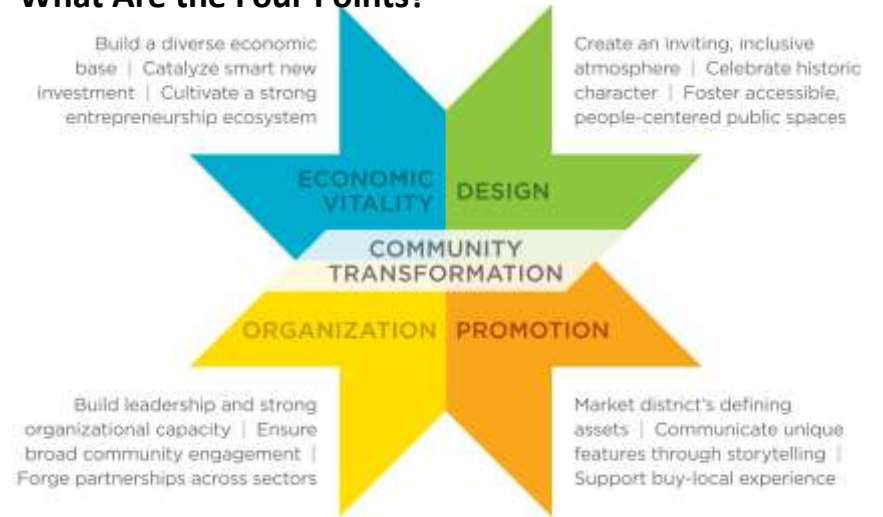 What Are the Four Points?
Build a diverse economic
base | Catalyze smart new
investment | Cultivate a strong
entrepreneurship ecosystem
Create an inviting, inclusive
atmosphere | Celebrate historic
character | Foster accessible,
people-centered public spaces
ECONOMIC
VITALITY
DESIGN
COMMUNITY
TRANSFORMATION
ORGANIZATION
PROMOTION
Build leadership and strong
organizational capacity | Ensure
broad community engagement |
Forge partnerships across sectors
Market district's defining
assets | Communicate unique
features through storytelling |
Support buy-local experience